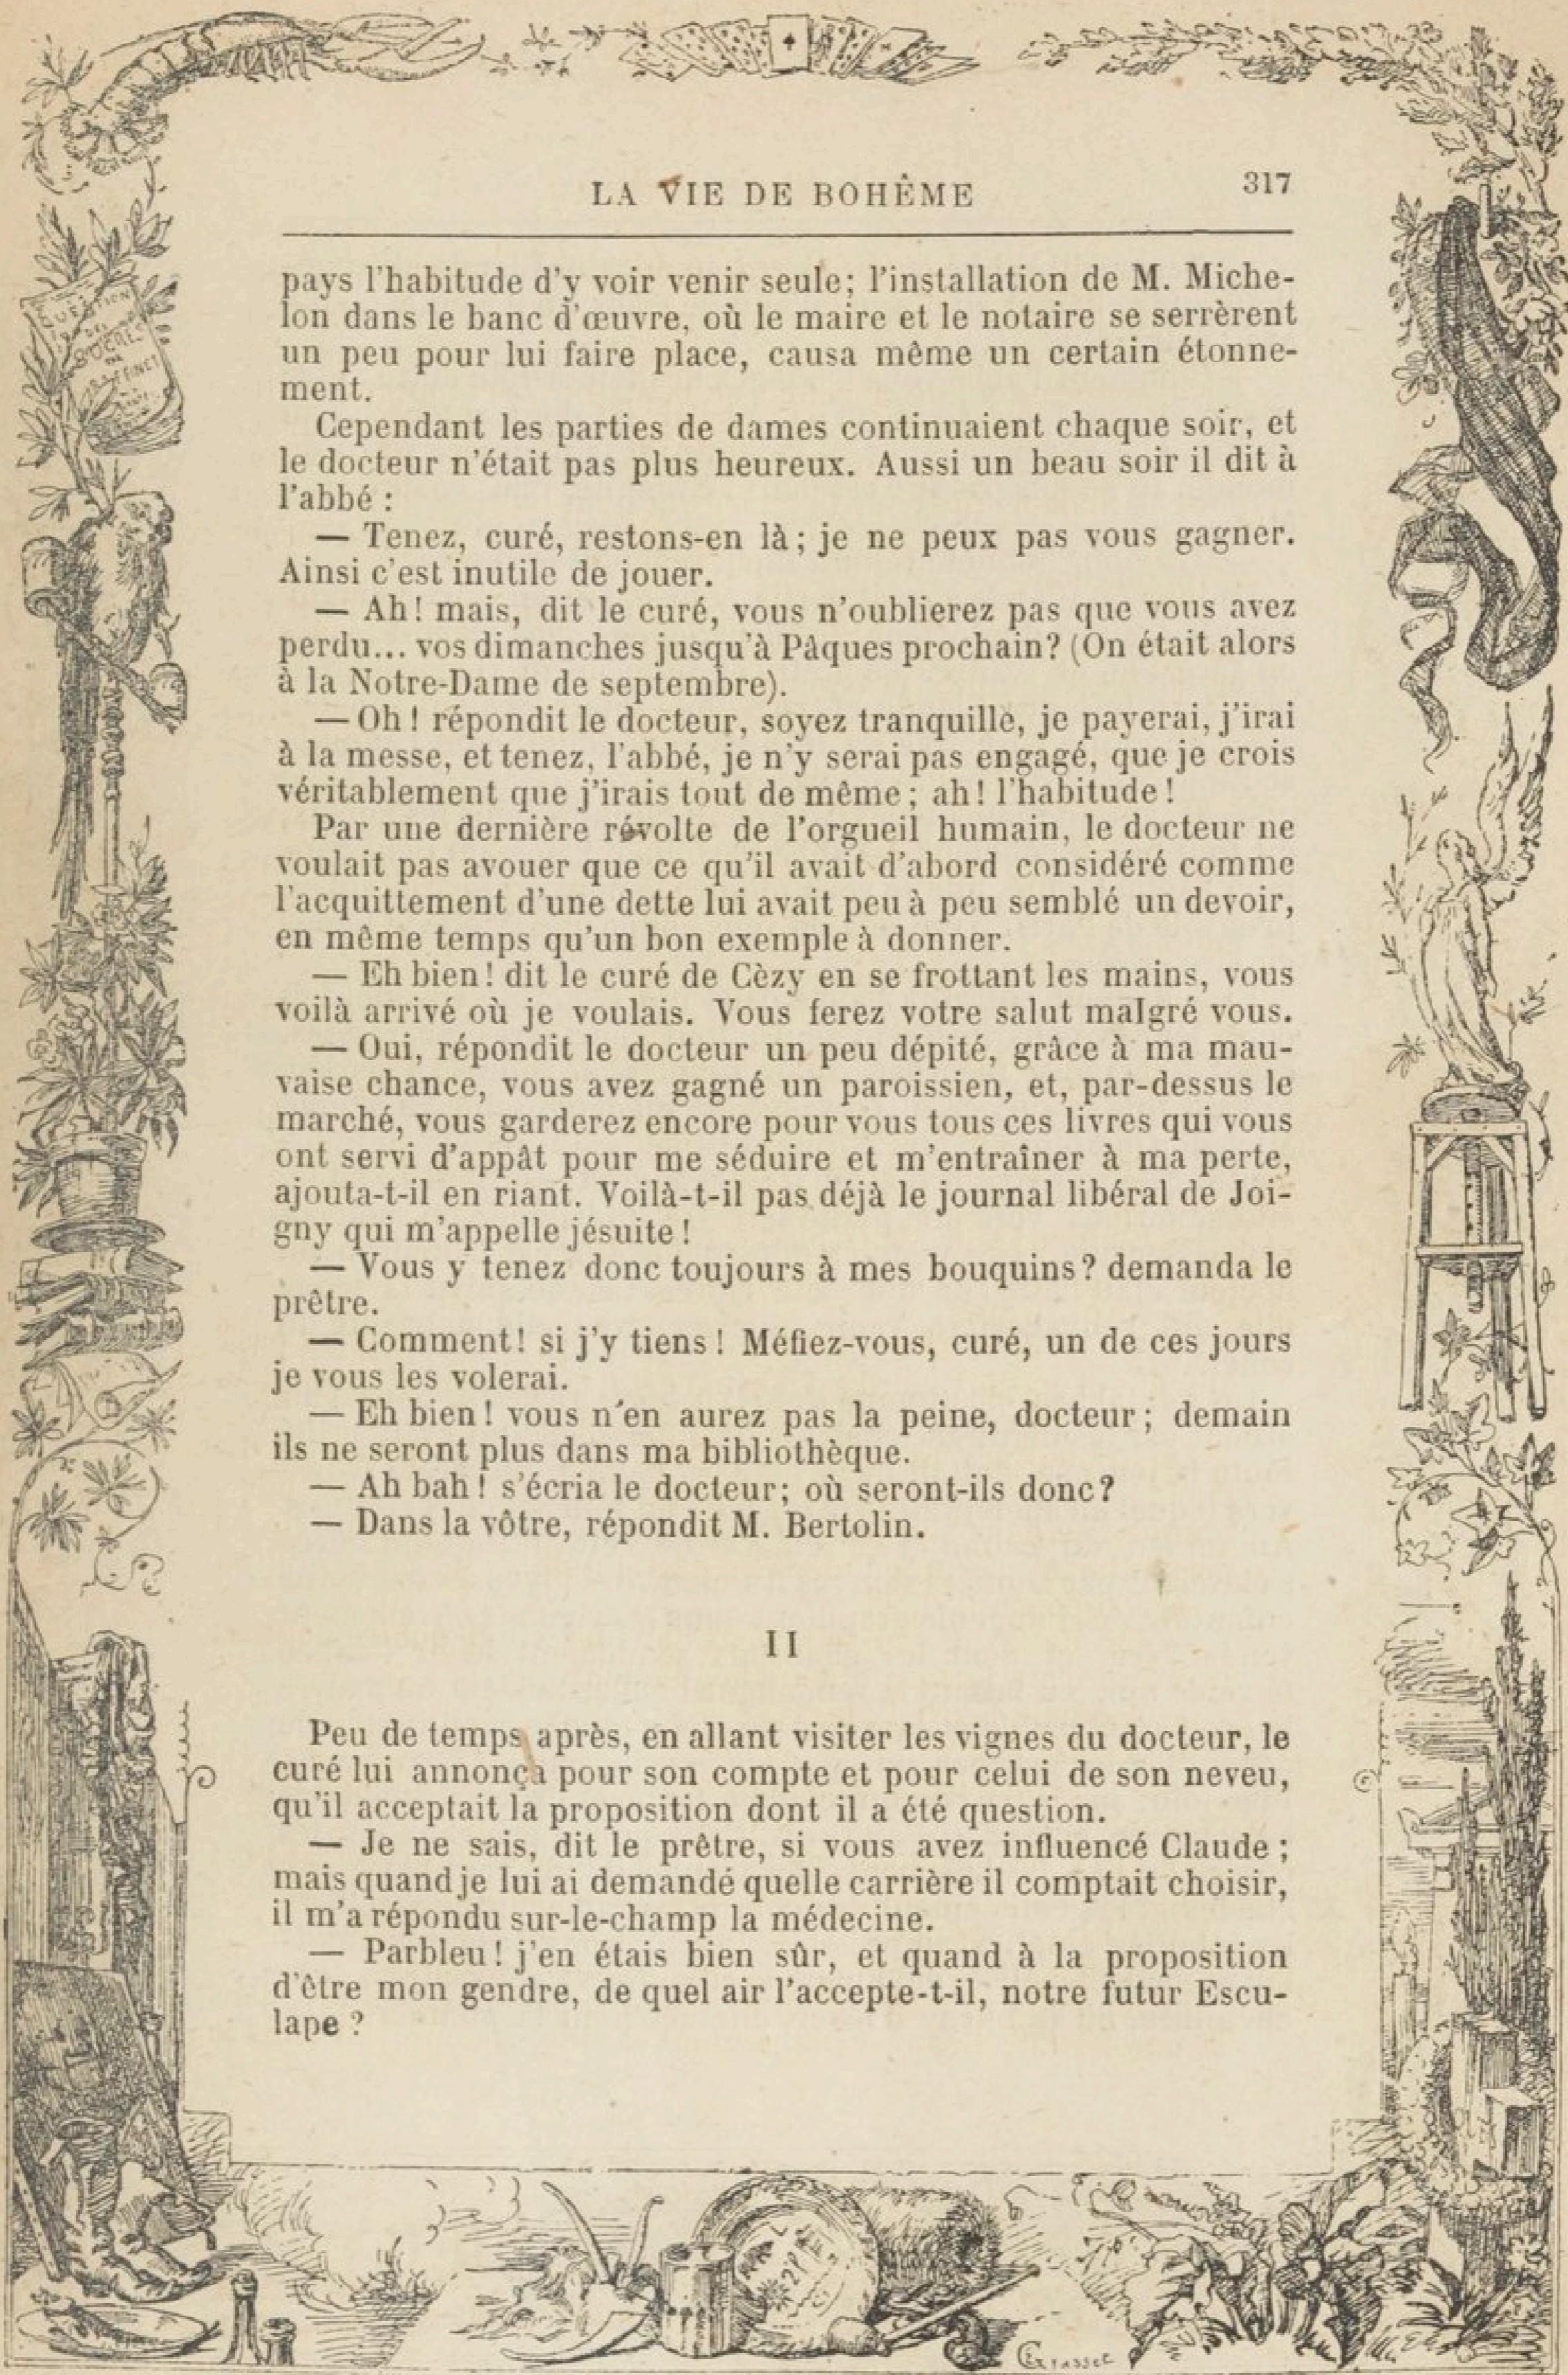 LA VIE DE BOHÊME
317
pays l'habitude d'y voir venir seule; l'installation de M. Miche-
lon dans le banc d'œuvre, où le maire et le notaire se serrèrent
un peu pour lui faire place, causa même un certain étonne-
ment.
Cependant les parties de dames continuaient chaque soir, et
le docteur n'était pas plus heureux. Aussi un beau soir il dit à
l'abbé :
— Tenez, curé, restons-en là; je ne peux pas vous gagner.
Ainsi c'est inutile de jouer.
— Ah! mais, dit le curé, vous n'oublierez pas que vous avez
perdu... vos dimanches jusqu'à Pâques prochain? (On était alors
à la Notre-Dame de septembre).
— Oh ! répondit le docteur, soyez tranquille, je payerai, j'irai
à la messe, et tenez, l'abbé, je n'y serai pas engagé, que je crois
véritablement que j'irais tout de même ; ah! l'habitude !
Par une dernière révolte de l'orgueil humain, le docteur ne
voulait pas avouer que ce qu'il avait d'abord considéré comme
l'acquittement d'une dette lui avait peu à peu semblé un devoir,
en même temps qu'un bon exemple à donner.
— Eh bien! dit le curé de Cèzy en se frottant les mains, vous
voilà arrivé où je voulais. Vous ferez votre salut malgré vous.
— Oui, répondit le docteur un peu dépité, grâce à ma mau-
vaise chance, vous avez gagné un paroissien, et, par-dessus le
marché, vous garderez encore pour vous tous ces livres qui vous
ont servi d'appât pour me séduire et m'entraîner à ma perte,
ajouta-t-il en riant. Voilà-t-il pas déjà le journal libéral de Joi-
gny qui m'appelle jésuite !
— Vous y tenez donc toujours à mes bouquins? demanda le
prêtre.
— Comment! si j'y tiens ! Méfiez-vous, curé, un de ces jours
je vous les volerai.
— Eh bien ! vous n'en aurez pas la peine, docteur ; demain
ils ne seront plus dans ma bibliothèque.
— Ah bah ! s'écria le docteur; où seront-ils donc?
— Dans la vôtre, répondit M. Bertolin.
II
Peu de temps après, en allant visiter les vignes du docteur, le
curé lui annonça pour son compte et pour celui de son neveu,
qu'il acceptait la proposition dont il a été question.
— Je ne sais, dit le prêtre, si vous avez influencé Claude ;
mais quand je lui ai demandé quelle carrière il comptait choisir,
il m'a répondu sur-le-champ la médecine.
— Parbleu ! j'en étais bien sûr, et quand à la proposition
d'être mon gendre, de quel air l'accepte-t-il, notre futur Escu-
lape ?
QUESTION
SUCRES
EGrasset